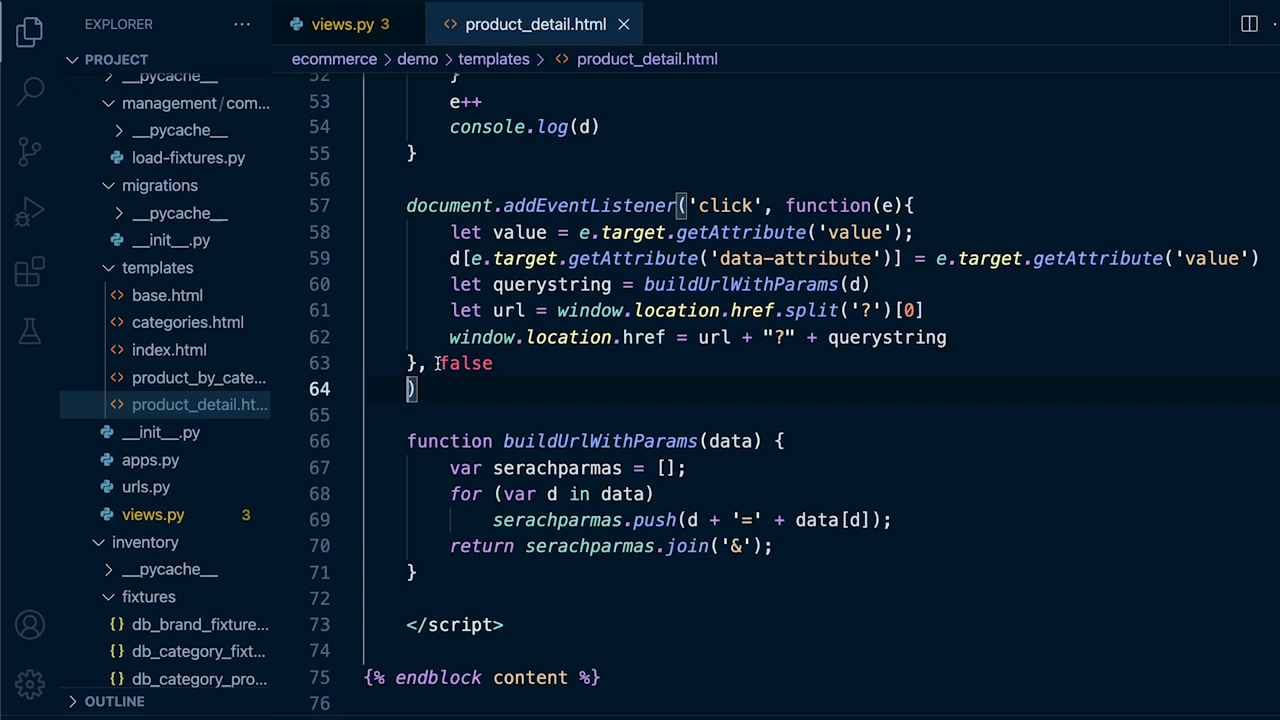 EXPLORER
views.py 3
product_detail.html
PROJECT
ecommerce > demo > templates > product_detail.html
__pycache__
management/com...
__pycache__
load-fixtures.py
migrations
__pycache__
__init__.py
templates
base.html
categories.html
index.html
product_by_cate...
product_detail.ht...
__init__.py
apps.py
urls.py
views.py 3
inventory
__pycache__
fixtures
db_brand_fixture...
db_category_fixt...
db_category_pro...
OUTLINE
52 }
53 e++
54 console.log(d)
55 }
56
57 document.addEventListener('click', function(e){
58 let value = e.target.getAttribute('value');
59 d[e.target.getAttribute('data-attribute')] = e.target.getAttribute('value')
60 let querystring = buildUrlWithParams(d)
61 let url = window.location.href.split('?')[0]
62 window.location.href = url + "?" + querystring
63 }, false
64 )
65
66 function buildUrlWithParams(data) {
67 var serachparmas = [];
68 for (var d in data)
69 serachparmas.push(d + '=' + data[d]);
70 return serachparmas.join('&');
71 }
72
73 </script>
74
75 {% endblock content %}
76